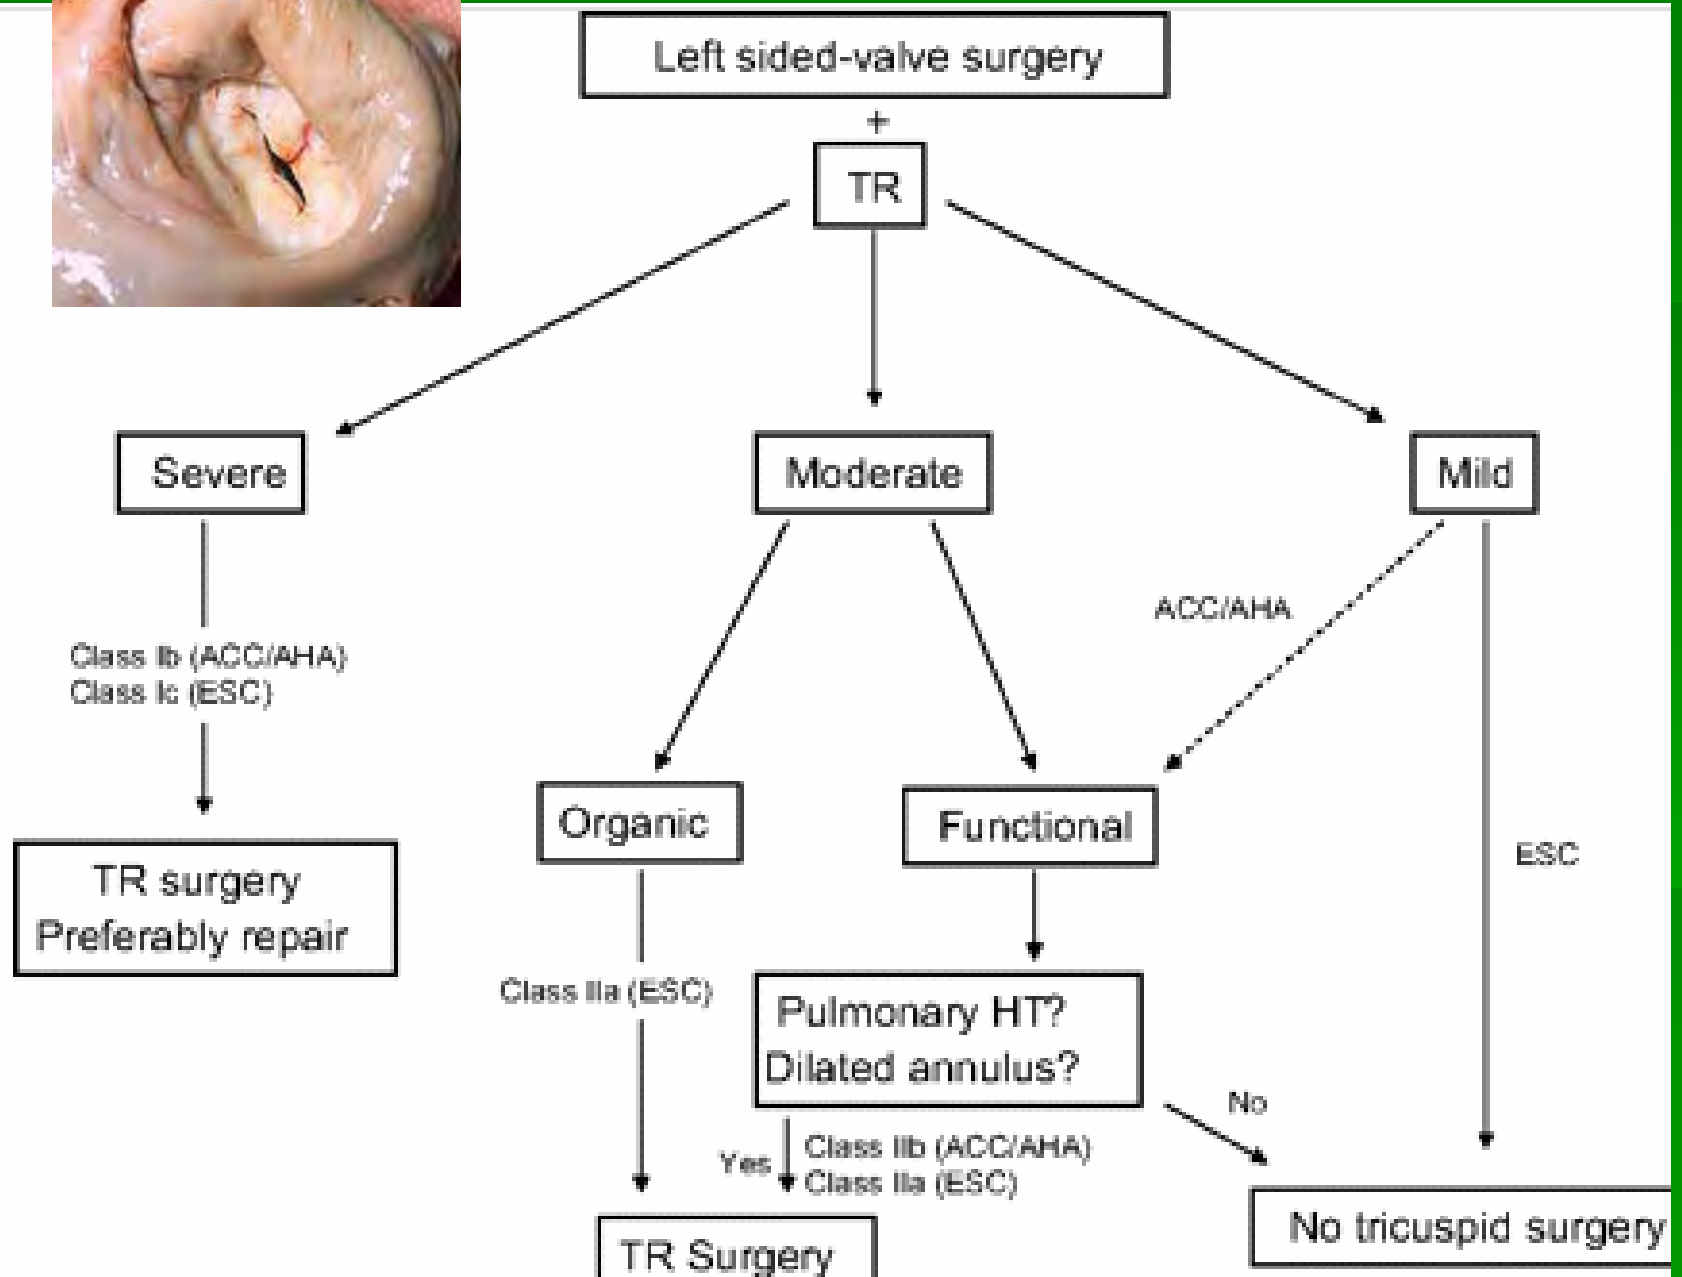 Left sided-valve surgery
+
TR
Severe
Moderate
Mild
ACC/AHA
Class Ib (ACC/AHA)
Class Ic (ESC)
Organic
Functional
ESC
TR surgery
Preferably repair
Class IIa (ESC)
Pulmonary HT?
Dilated annulus?
No
Yes
Class IIb (ACC/AHA)
Class IIa (ESC)
No tricuspid surgery
TR Surgery